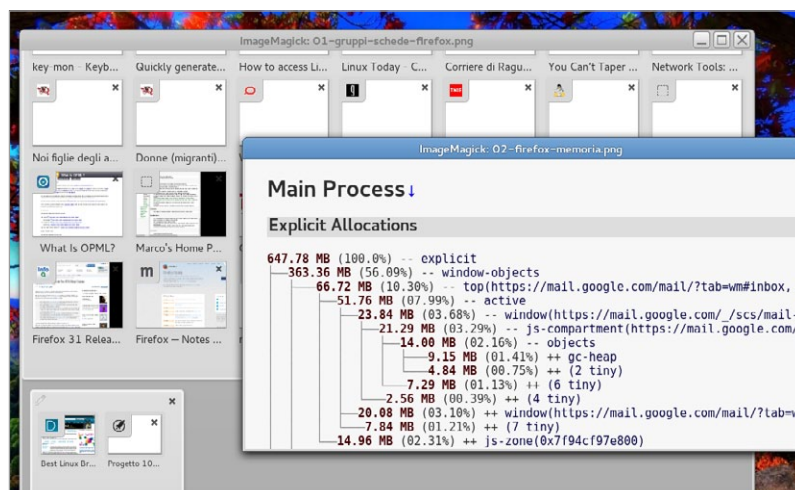 ImageMagick: 01-gruppi-schede-firefox.png
key-mon - Keyb...
Quickly generate...
How to access Li...
Linux Today - C...
Corriere di Ragu...
You Can't Taper ...
Network Tools: ...
Noi figlie degli a...
Donne (migranti)...
What Is OPML?
Marco's Home P...
Firefox 31 Relea...
Firefox — Notes ...
Best Linux Br...
Progetto 10...
ImageMagick: 02-firefox-memoria.png
Main Process↓
Explicit Allocations
647.78 MB (100.0%) -- explicit
363.36 MB (56.09%) -- window-objects
66.72 MB (10.30%) -- top(https://mail.google.com/mail/?tab=wm#inbox,
51.76 MB (07.99%) -- active
23.84 MB (03.68%) -- window(https://mail.google.com/_/scs/mail-
21.29 MB (03.29%) -- js-compartment(https://mail.google.com/
14.00 MB (02.16%) -- objects
9.15 MB (01.41%) ++ gc-heap
4.84 MB (00.75%) ++ (2 tiny)
7.29 MB (01.13%) ++ (6 tiny)
2.56 MB (00.39%) ++ (4 tiny)
20.08 MB (03.10%) ++ window(https://mail.google.com/mail/?tab=w
7.84 MB (01.21%) ++ (7 tiny)
14.96 MB (02.31%) ++ js-zone(0x7f94cf97e800)